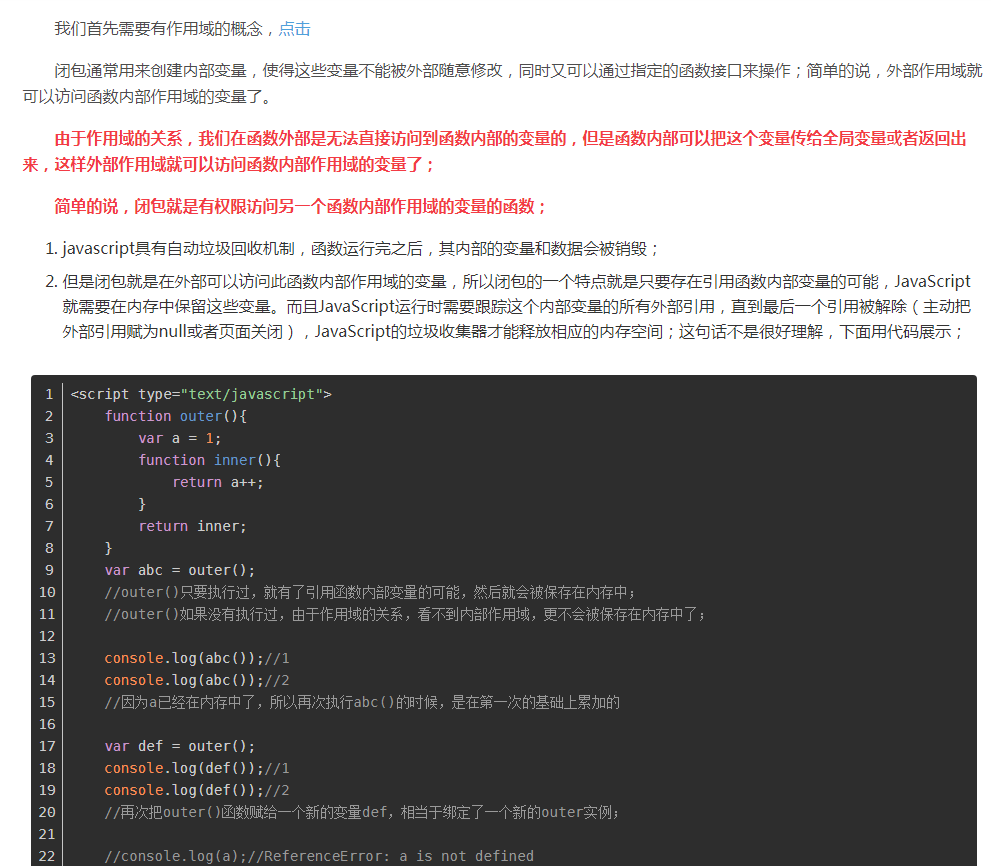 我们首先需要有作用域的概念，点击
闭包通常用来创建内部变量，使得这些变量不能被外部随意修改，同时又可以通过指定的函数接口来操作；简单的说，外部作用域就
可以访问函数内部作用域的变量了。
由于作用域的关系，我们在函数外部是无法直接访问到函数内部的变量的，但是函数内部可以把这个变量传给全局变量或者返回出
来，这样外部作用域就可以访问函数内部作用域的变量了；
简单的说，闭包就是有权限访问另一个函数内部作用域的变量的函数；
1. javascript具有自动垃圾回收机制，函数运行完之后，其内部的变量和数据会被销毁；
2. 但是闭包就是在外部可以访问此函数内部作用域的变量，所以闭包的一个特点就是只要存在引用函数内部变量的可能，JavaScript
就需要在内存中保留这些变量。而且JavaScript运行时需要跟踪这个内部变量的所有外部引用，直到最后一个引用被解除（主动把
外部引用赋为null或者页面关闭），JavaScript的垃圾收集器才能释放相应的内存空间；这句话不是很好理解，下面用代码展示；
1 <script type="text/javascript">
2     function outer(){
3         var a = 1;
4         function inner(){
5             return a++;
6         }
7         return inner;
8     }
9     var abc = outer();
10     //outer()只要执行过，就有了引用函数内部变量的可能，然后就会被保存在内存中；
11     //outer()如果没有执行过，由于作用域的关系，看不到内部作用域，更不会被保存在内存中了；
12
13     console.log(abc());//1
14     console.log(abc());//2
15     //因为a已经在内存中了，所以再次执行abc()的时候，是在第一次的基础上累加的
16
17     var def = outer();
18     console.log(def());//1
19     console.log(def());//2
20     //再次把outer()函数赋给一个新的变量def，相当于绑定了一个新的outer实例；
21
22     //console.log(a);//ReferenceError: a is not defined